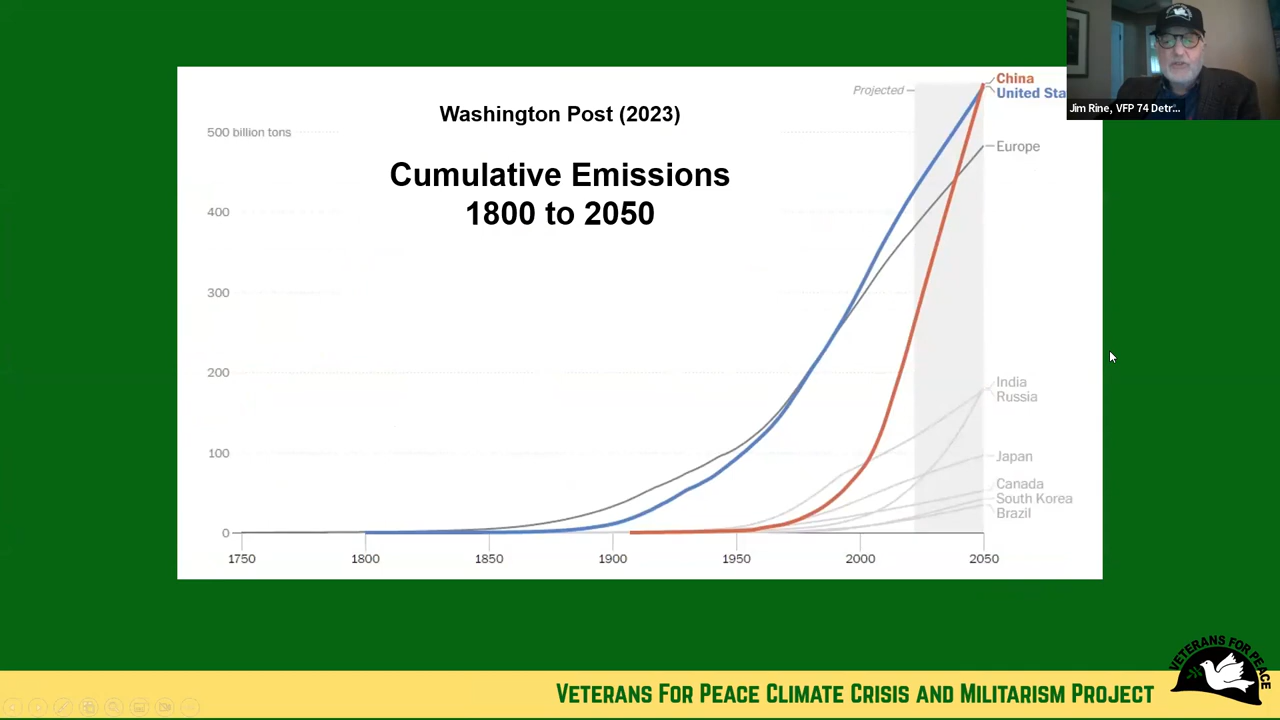 Washington Post (2023)
Cumulative Emissions
1800 to 2050
Projected
China
United Sta
Europe
India
Russia
Japan
Canada
South Korea
Brazil
500 billion tons
400
300
200
100
0
1750 1800 1850 1900 1950 2000 2050
Jim Rine, VFP 74 Detr...
VETERANS FOR PEACE
VETERANS FOR PEACE CLIMATE CRISIS AND MILITARISM PROJECT